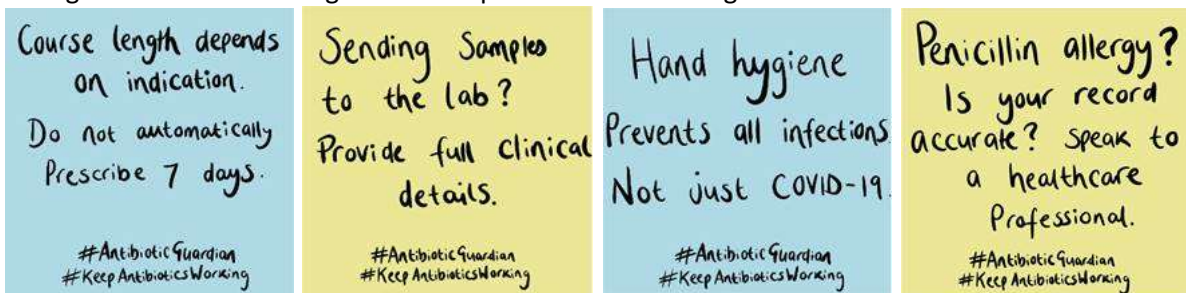 Course length depends
on indication.
Do not automatically
Prescribe 7 days.
#AntibioticGuardian
#KeepAntibioticsWorking
Sending Samples
to the lab?
Provide full clinical
details.
#AntibioticGuardian
#KeepAntibioticsWorking
Hand hygiene
Prevents all infections.
Not just COVID-19.
#AntibioticGuardian
#KeepAntibioticsWorking
Penicillin allergy?
Is your record
accurate? Speak to
a healthcare
Professional.
#AntibioticGuardian
#KeepAntibioticsWorking